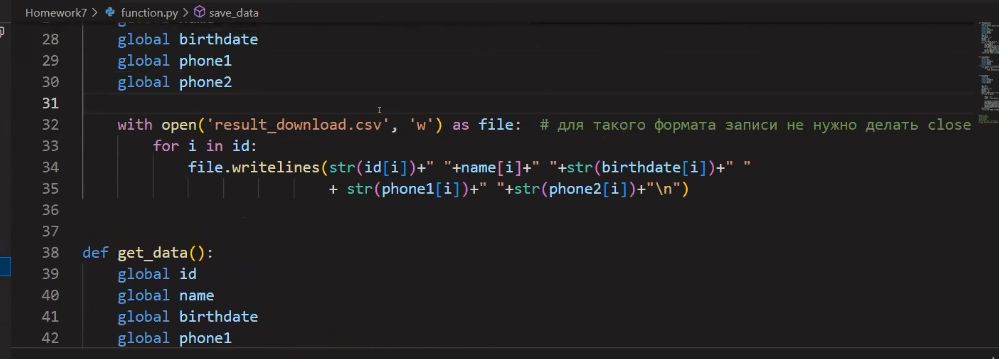 Homework7 > function.py > save_data
28 global birthdate
29 global phone1
30 global phone2
31
32 with open('result_download.csv', 'w') as file:  # для такого формата записи не нужно делать close
33 for i in id:
34 file.writelines(str(id[i])+" "+name[i]+" "+str(birthdate[i])+" "
35 + str(phone1[i])+" "+str(phone2[i])+"\n")
36
37
38 def get_data():
39 global id
40 global name
41 global birthdate
42 global phone1